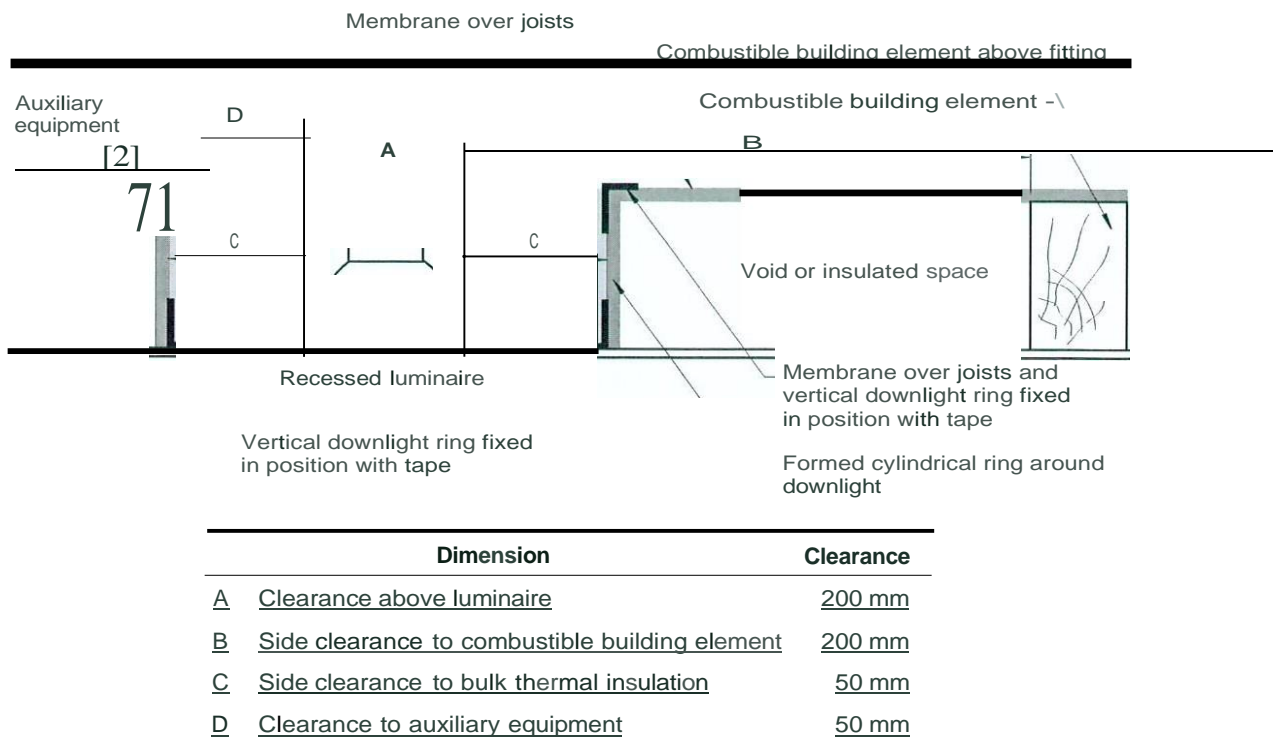 Membrane over joists
Combustible building element above fitting
Auxiliary
equipment
Combustible building element -\
D
A
B
[2]
71
C
C
Void or insulated space
Recessed luminaire
Membrane over joists and
vertical downlight ring fixed
in position with tape
Vertical downlight ring fixed
in position with tape
Formed cylindrical ring around
downlight
Dimension Clearance
A Clearance above luminaire 200 mm
B Side clearance to combustible building element 200 mm
C Side clearance to bulk thermal insulation 50 mm
D Clearance to auxiliary equipment 50 mm